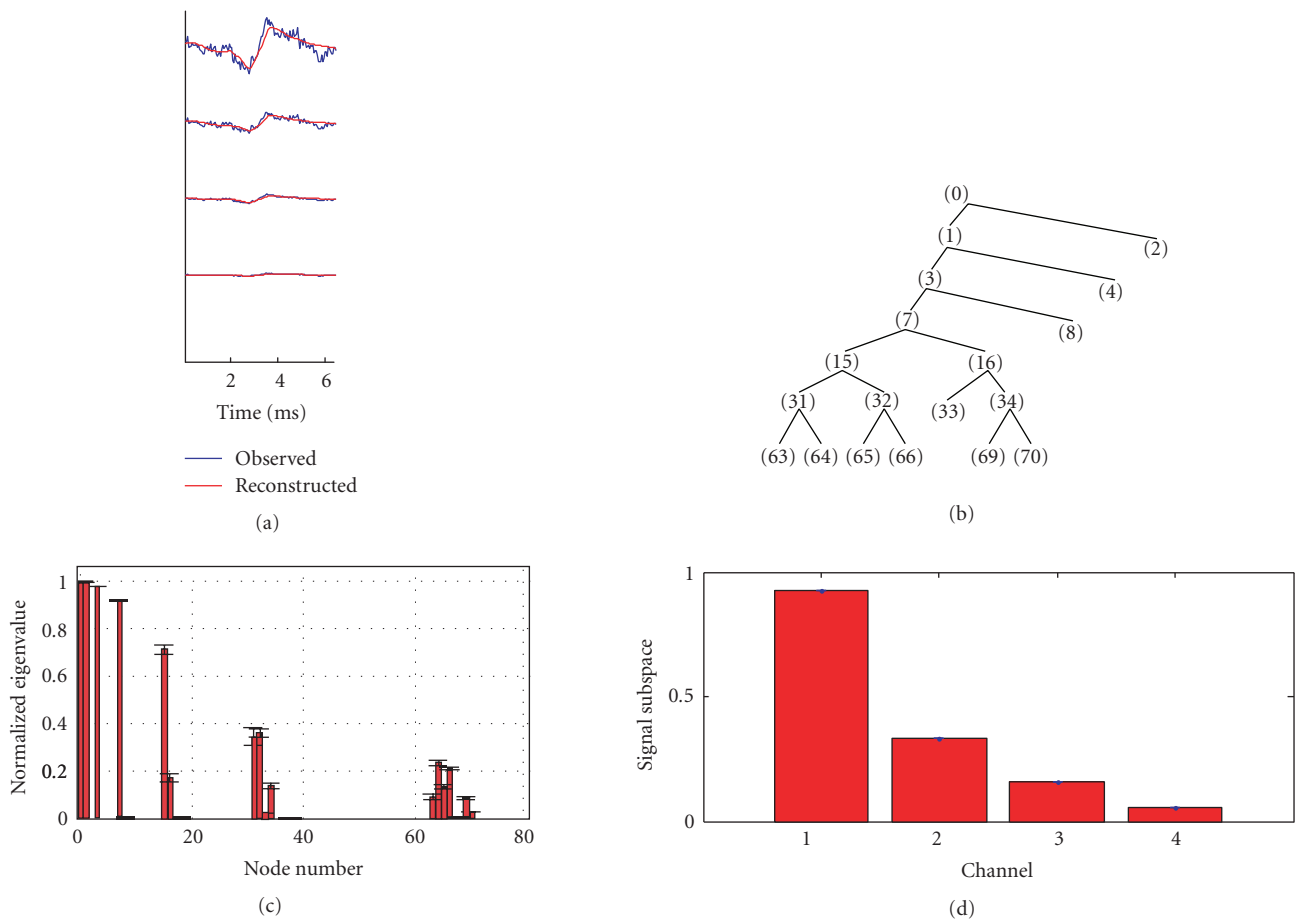 2 4 6
Time (ms)
Observed
Reconstructed
(a)
(0)
(1)
(2)
(3)
(4)
(7)
(8)
(15) (16)
(31) (32) (33) (34)
(63) (64) (65) (66) (69) (70)
(b)
Normalized eigenvalue
1
0.8
0.6
0.4
0.2
0
0 20 40 60 80
Node number
(c)
Signal subspace
1
0.5
0
1 2 3 4
Channel
(d)